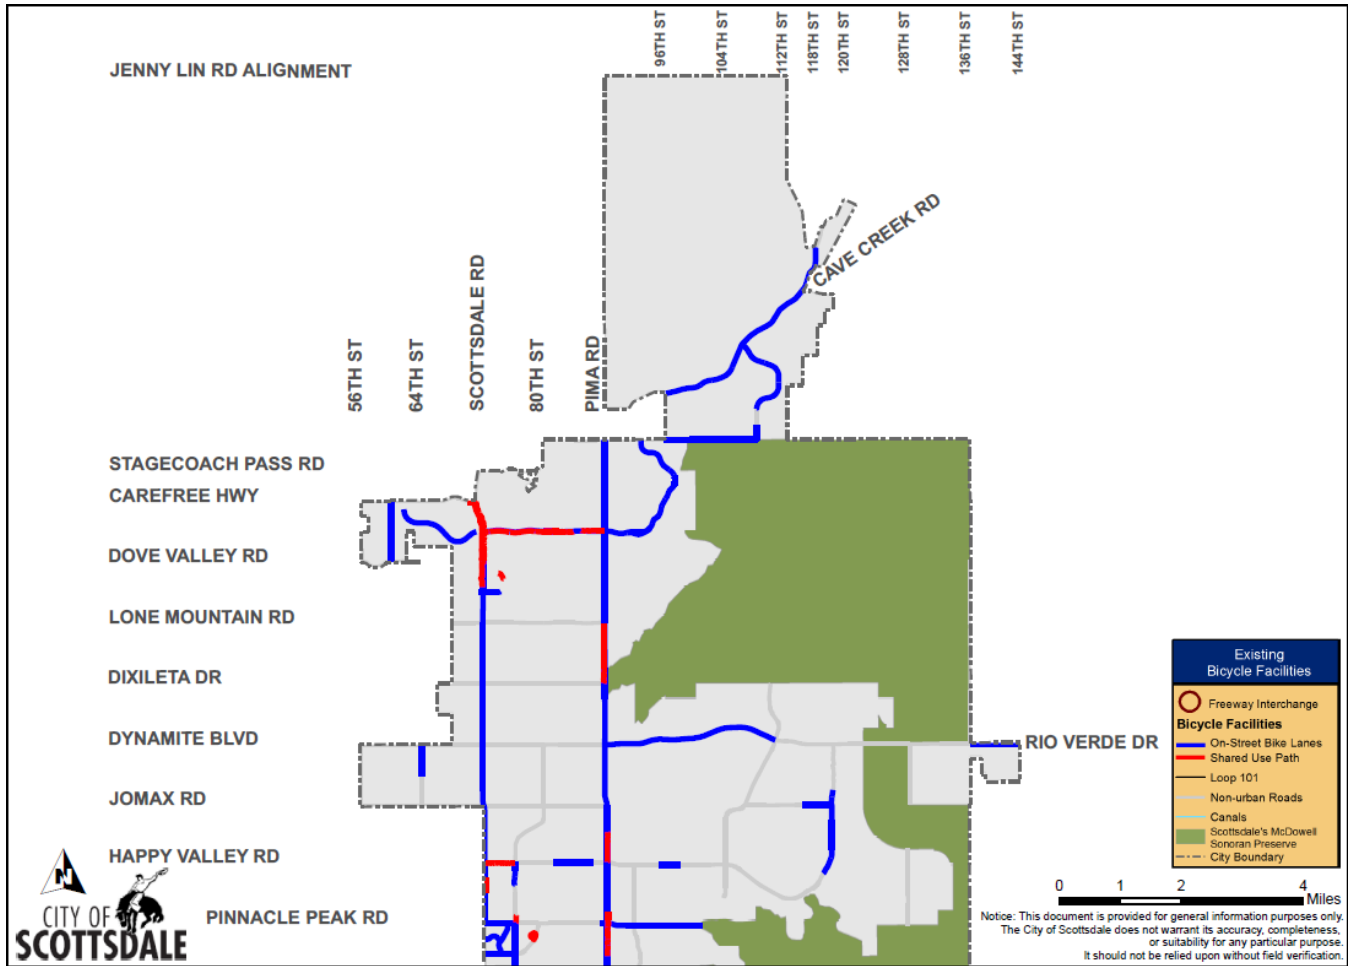 96TH ST
104TH ST
112TH ST
118TH ST
120TH ST
128TH ST
136TH ST
144TH ST
JENNY LIN RD ALIGNMENT
CAVE CREEK RD
56TH ST
64TH ST
SCOTTSDALE RD
80TH ST
PIMA RD
STAGECOACH PASS RD
CAREFREE HWY
DOVE VALLEY RD
LONE MOUNTAIN RD
DIXILETA DR
DYNAMITE BLVD
RIO VERDE DR
JOMAX RD
HAPPY VALLEY RD
PINNACLE PEAK RD
Existing
Bicycle Facilities
Freeway Interchange
Bicycle Facilities
On-Street Bike Lanes
Shared Use Path
Loop 101
Non-urban Roads
Canals
Scottsdale's McDowell
Sonoran Preserve
City Boundary
N
CITY OF
SCOTTSDALE
0 1 2 4
Miles
Notice: This document is provided for general information purposes only.
The City of Scottsdale does not warrant its accuracy, completeness,
or suitability for any particular purpose.
It should not be relied upon without field verification.